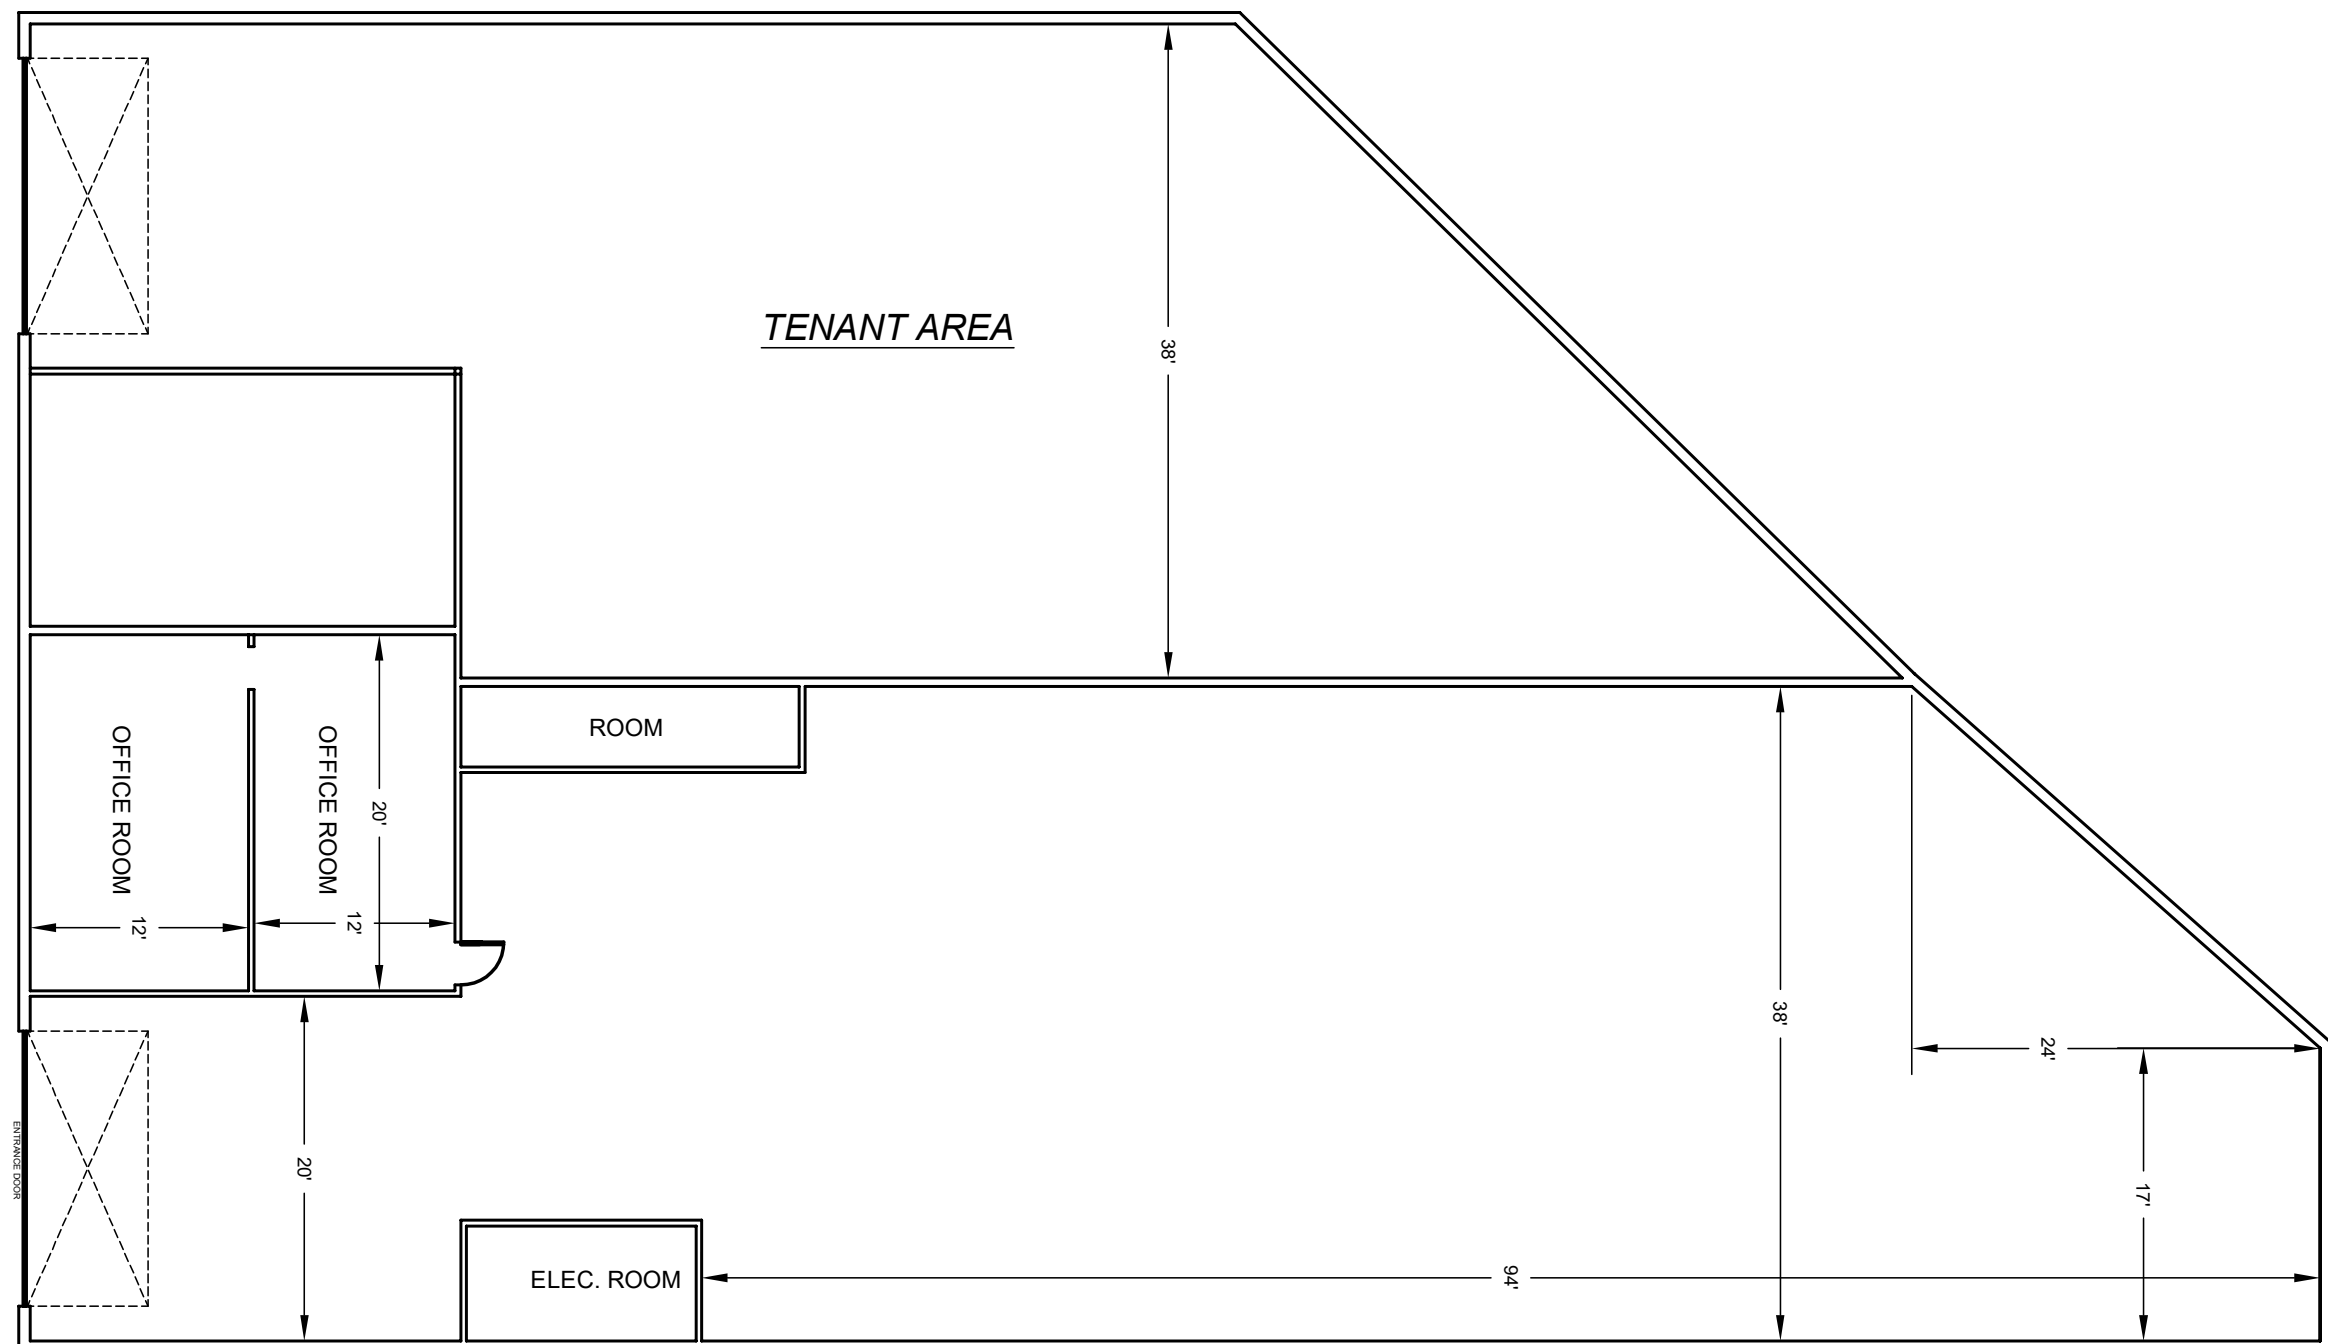 TENANT AREA
38'
ROOM
OFFICE ROOM
OFFICE ROOM
20'
12'
12'
38'
24'
17'
20'
ENTRANCE DOOR
ELEC. ROOM
94'